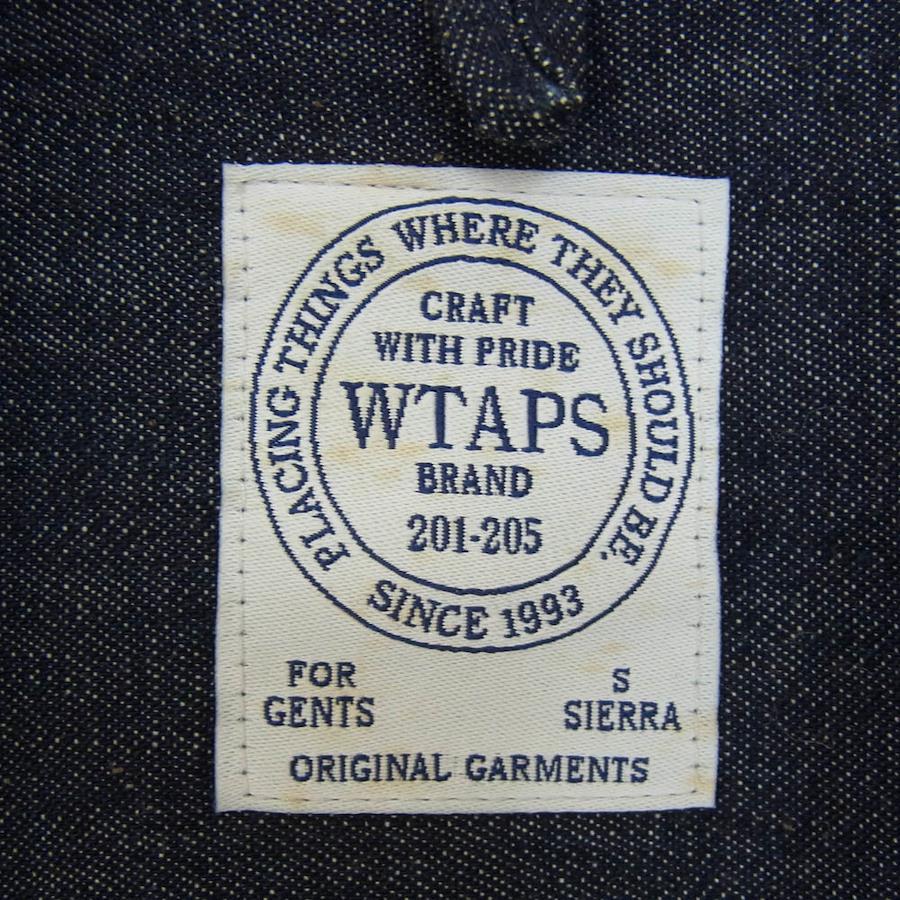 PLACING THINGS WHERE THEY SHOULD BE.
CRAFT
WITH PRIDE
WTAPS
BRAND
201-205
SINCE 1993
FOR
GENTS
S
SIERRA
ORIGINAL GARMENTS